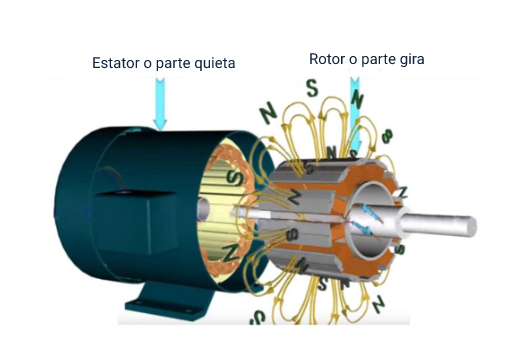 Estator o parte quieta
Rotor o parte gira
N S N S
N S
S N N
S S
N
N S N N
S